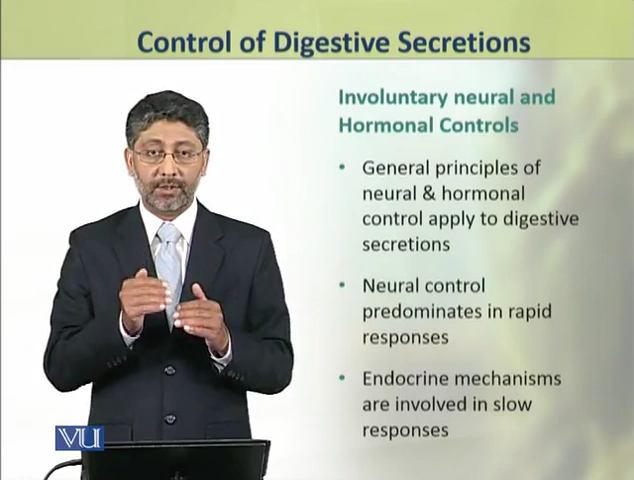 Control of Digestive Secretions
Involuntary neural and
Hormonal Controls
• General principles of
neural & hormonal
control apply to digestive
secretions
• Neural control
predominates in rapid
responses
• Endocrine mechanisms
are involved in slow
responses
VU